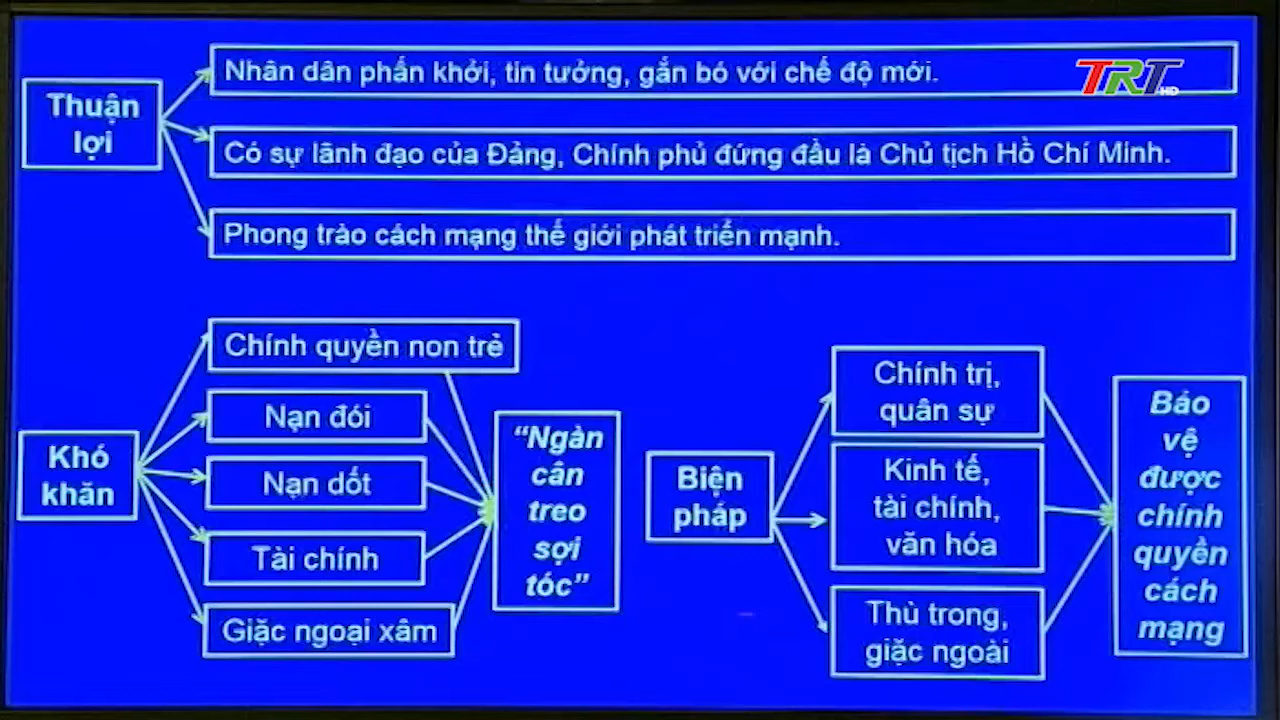 Thuận
lợi
Nhân dân phấn khởi, tin tưởng, gắn bó với chế độ mới.
TRT HD
Có sự lãnh đạo của Đảng, Chính phủ đứng đầu là Chủ tịch Hồ Chí Minh.
Phong trào cách mạng thế giới phát triển mạnh.
Khó
khăn
Chính quyền non trẻ
Nạn đói
Nạn dốt
Tài chính
Giặc ngoại xâm
“Ngàn
cân
treo
sợi
tóc”
Biện
pháp
Chính trị,
quân sự
Kinh tế,
tài chính,
văn hóa
Thù trong,
giặc ngoài
Bảo
vệ
được
chính
quyền
cách
mạng